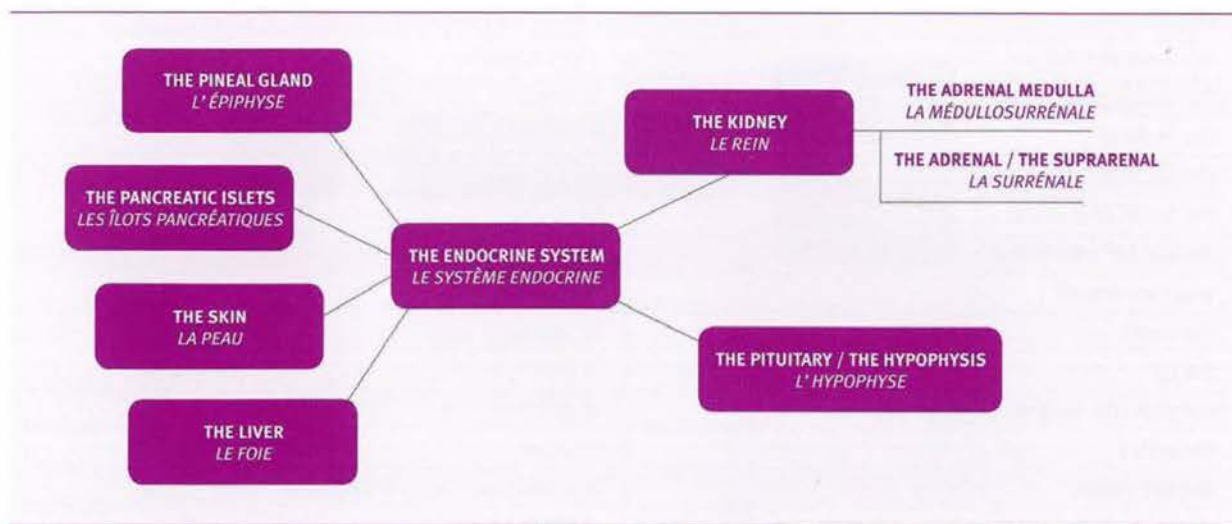 THE PINEAL GLAND
L' ÉPIPHYSE
THE PANCREATIC ISLETS
LES ÎLOTS PANCRÉATIQUES
THE SKIN
LA PEAU
THE LIVER
LE FOIE
THE ENDOCRINE SYSTEM
LE SYSTÈME ENDOCRINE
THE KIDNEY
LE REIN
THE ADRENAL MEDULLA
LA MÉDULLOSURRÉNALE
THE ADRENAL / THE SUPRARENAL
LA SURRÉNALE
THE PITUITARY / THE HYPOPHYSIS
L' HYPOPHYSE